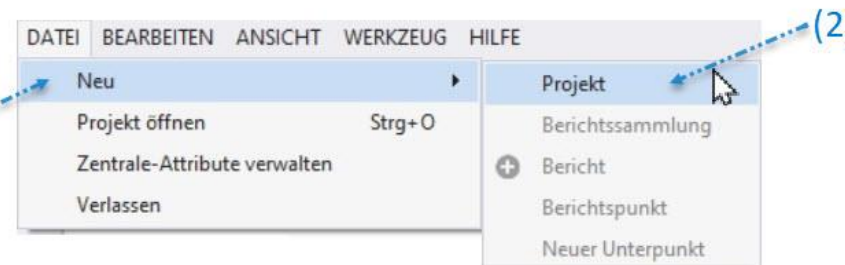 DATEI BEARBEITEN ANSICHT WERKZEUG HILFE
(2
Neu
Projekt öffnen Strg+O
Zentrale-Attribute verwalten
Verlassen
Projekt
Berichtssammlung
Bericht
Berichtspunkt
Neuer Unterpunkt